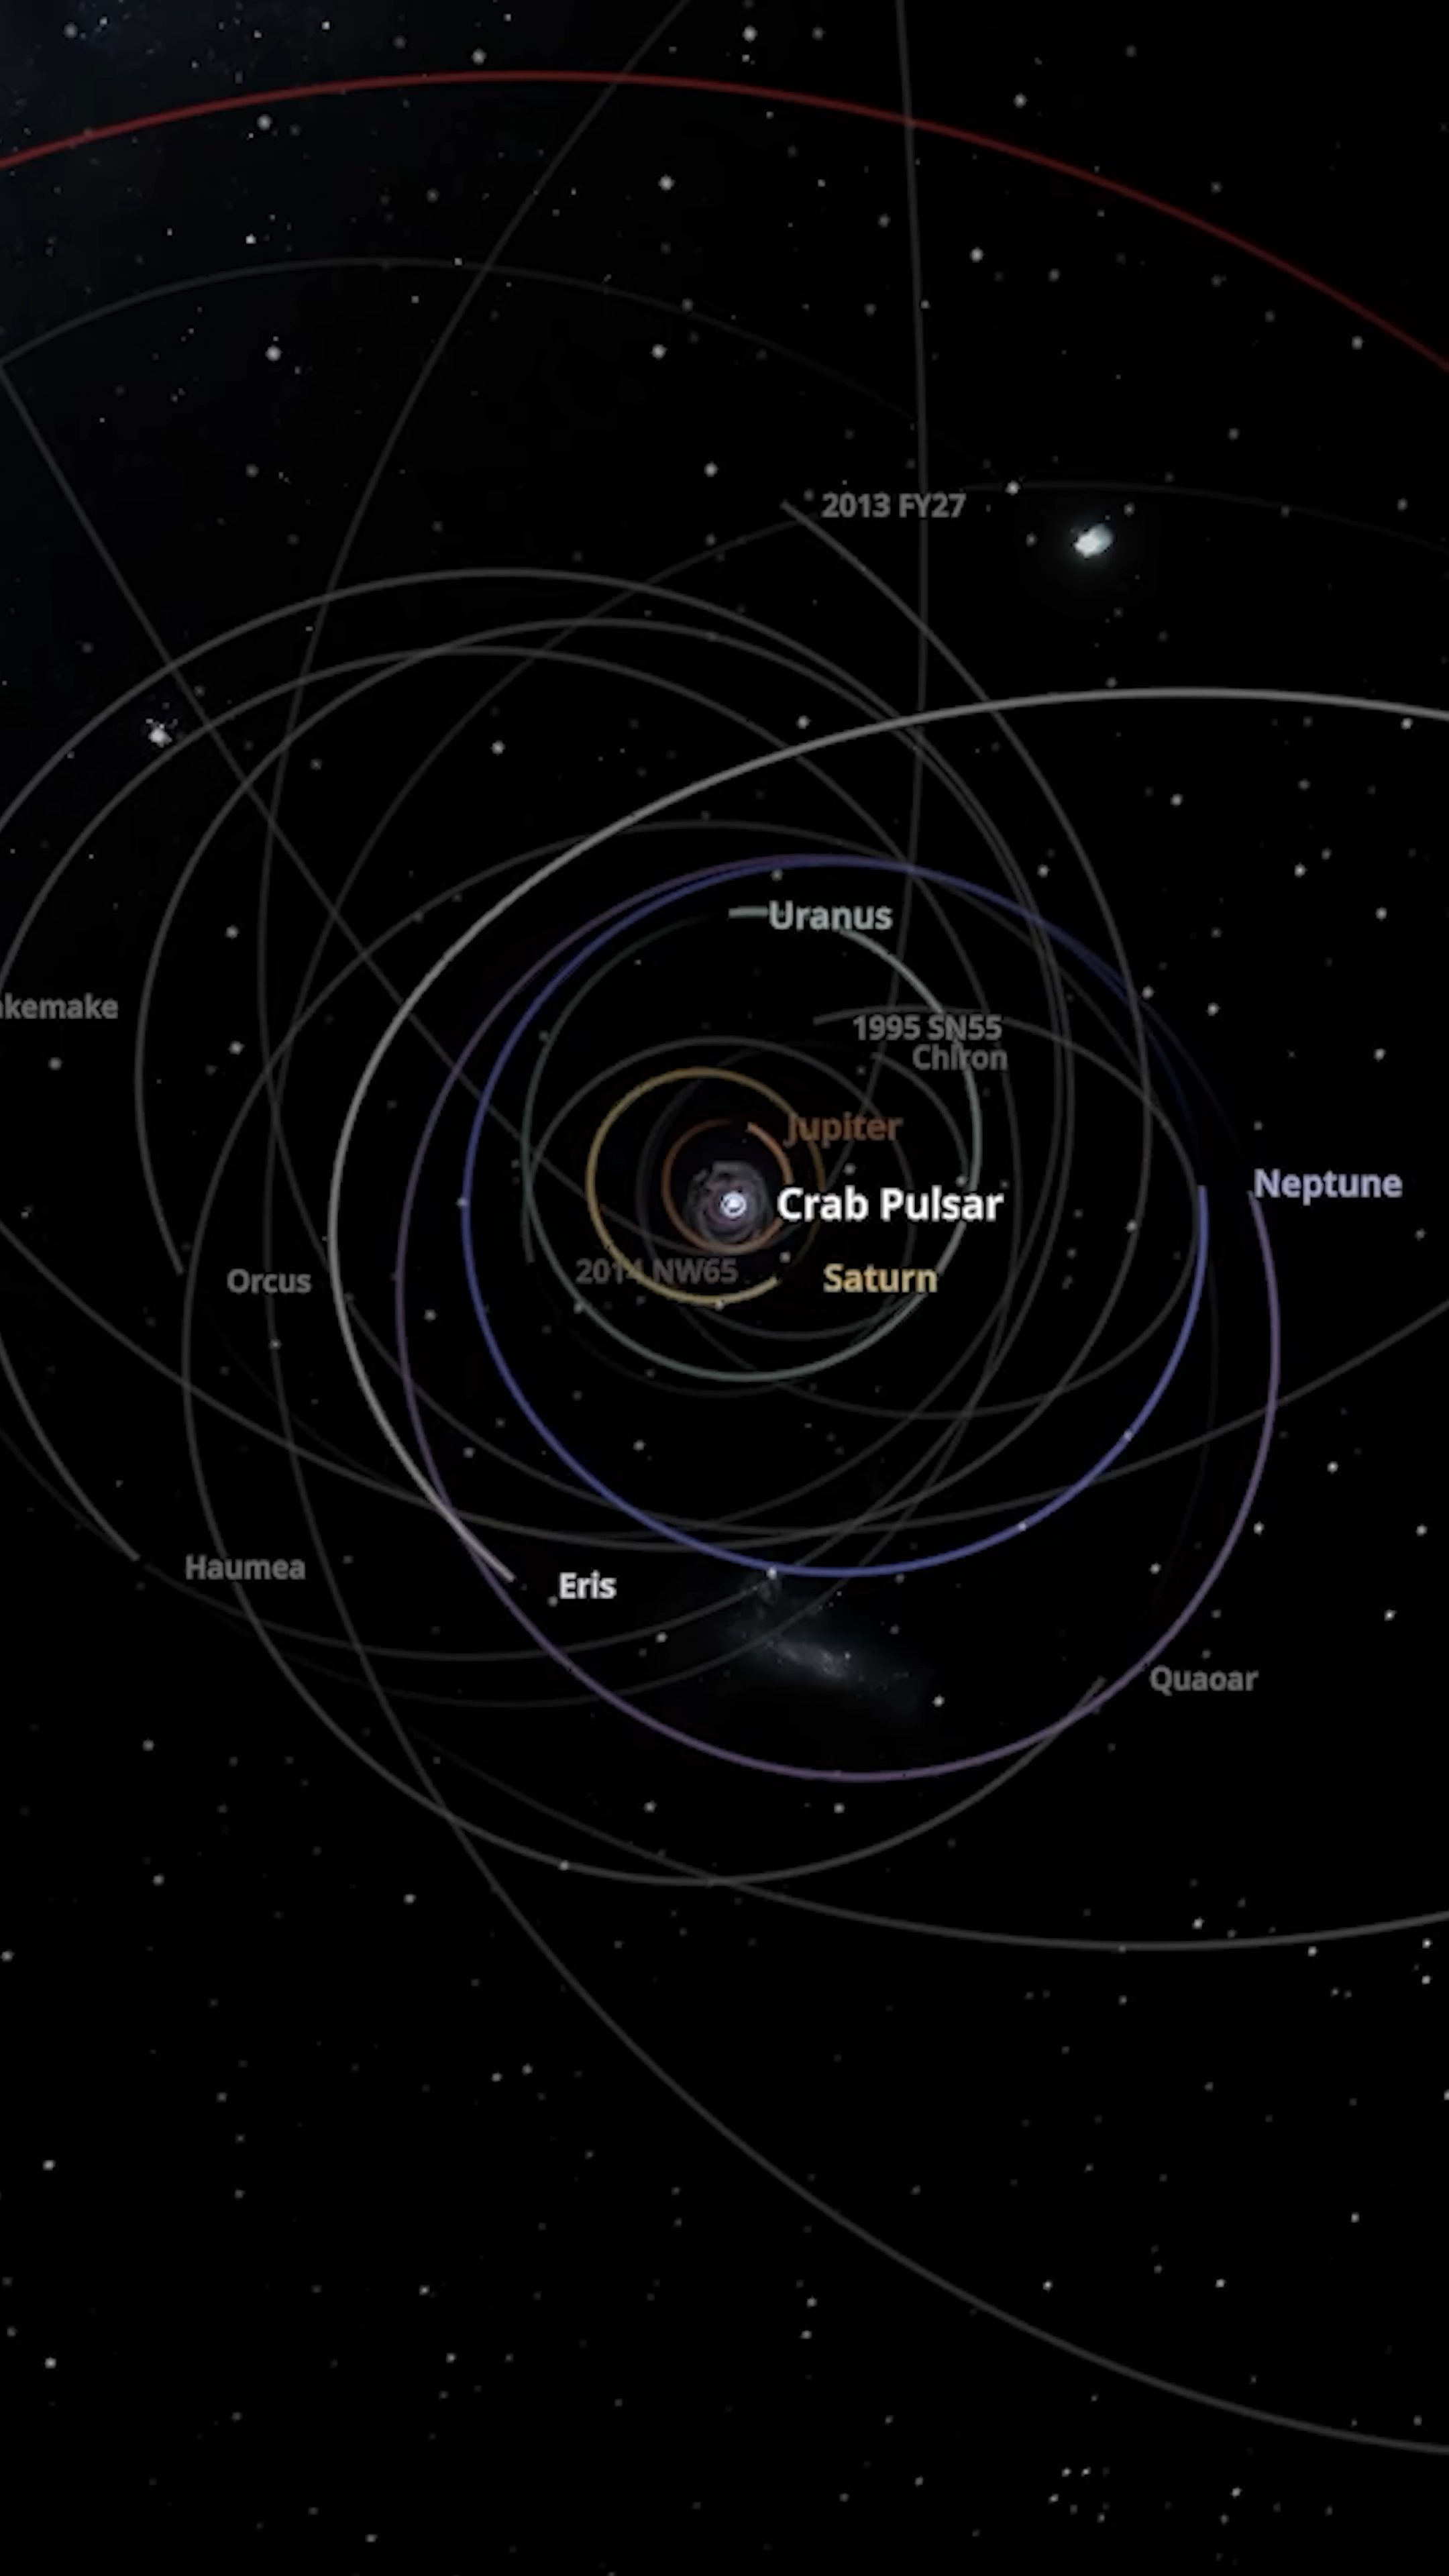 2013 FY27
Uranus
akemake
1995 SN55
Chiron
Jupiter
Neptune
Crab Pulsar
2014 NW65
Saturn
Orcus
Haumea
Eris
Quaoar